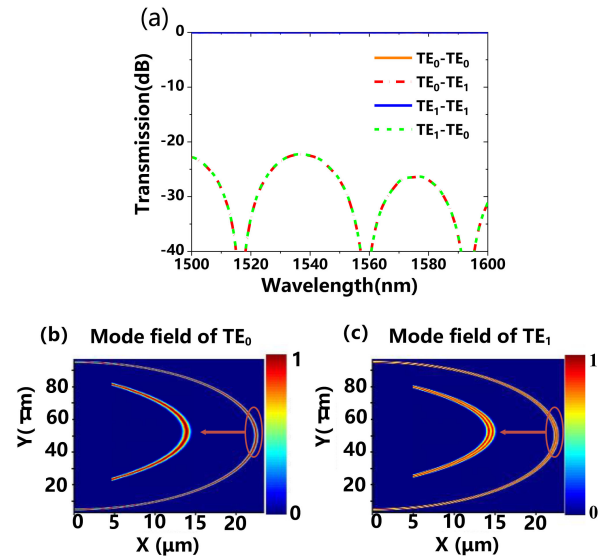 (a)
0
-10
-20
-30
-40
Transmission(dB)
TE₀-TE₀
TE₀-TE₁
TE₁-TE₁
TE₁-TE₀
1500 1520 1540 1560 1580 1600
Wavelength(nm)
(b) Mode field of TE₀
80
60
40
20
Y(μm)
1
0
0 5 10 15 20
X (μm)
(c) Mode field of TE₁
80
60
40
20
Y(μm)
1
0
0 5 10 15 20
X (μm)